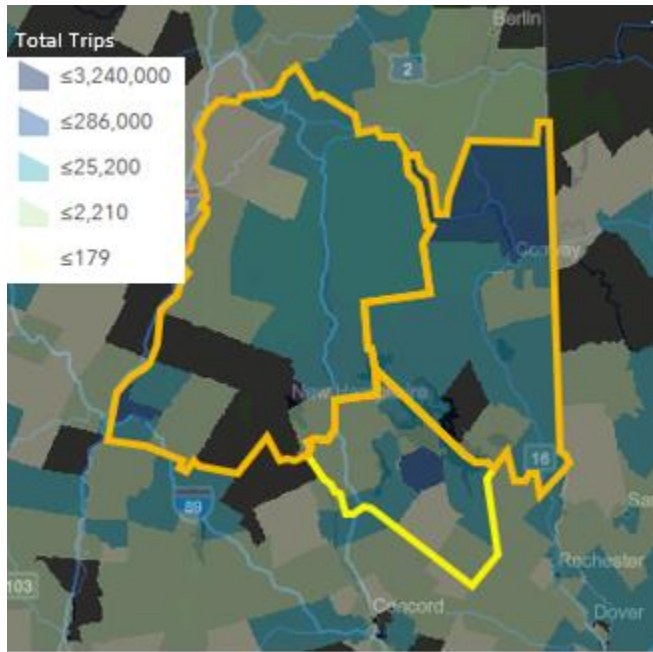 Berlin
Total Trips
≤3,240,000
≤286,000
≤25,200
≤2,210
≤179
2
Conway
New Hampshire
16
89
Rochester
103
Concord
Dover